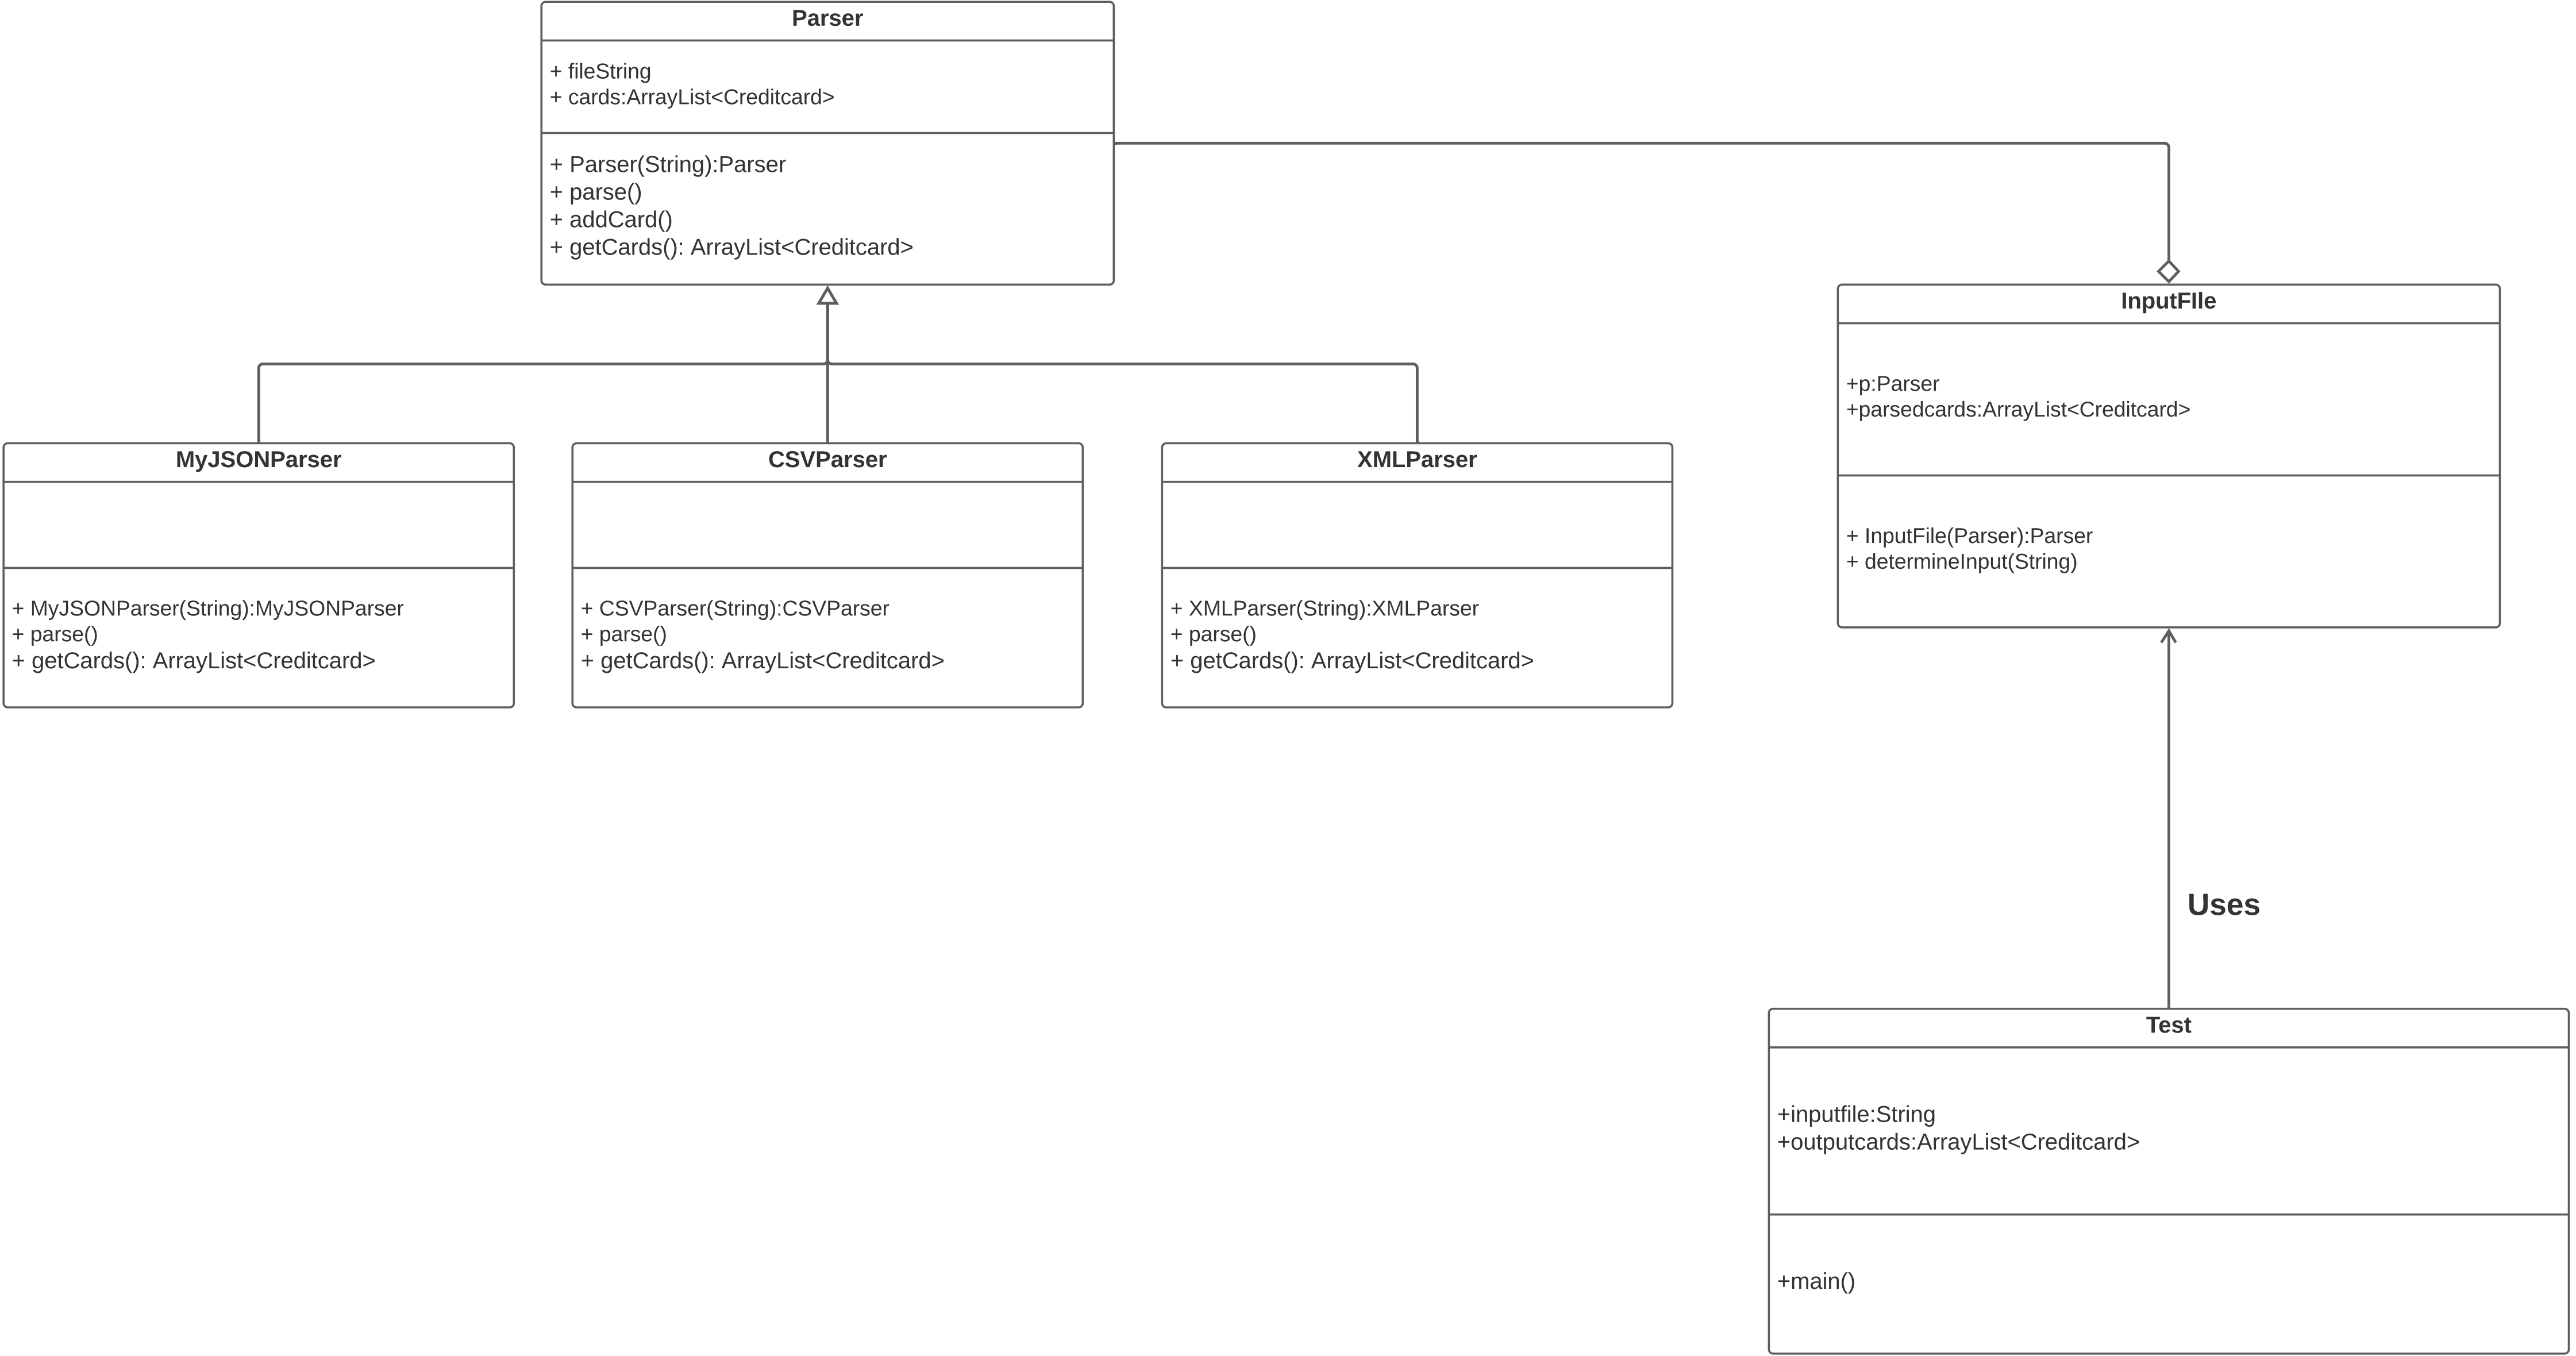 Parser
+ fileString
+ cards:ArrayList<Creditcard>
+ Parser(String):Parser
+ parse()
+ addCard()
+ getCards(): ArrayList<Creditcard>
InputFIle
+p:Parser
+parsedcards:ArrayList<Creditcard>
+ InputFile(Parser):Parser
+ determineInput(String)
MyJSONParser
+ MyJSONParser(String):MyJSONParser
+ parse()
+ getCards(): ArrayList<Creditcard>
CSVParser
+ CSVParser(String):CSVParser
+ parse()
+ getCards(): ArrayList<Creditcard>
XMLParser
+ XMLParser(String):XMLParser
+ parse()
+ getCards(): ArrayList<Creditcard>
Uses
Test
+inputfile:String
+outputcards:ArrayList<Creditcard>
+main()